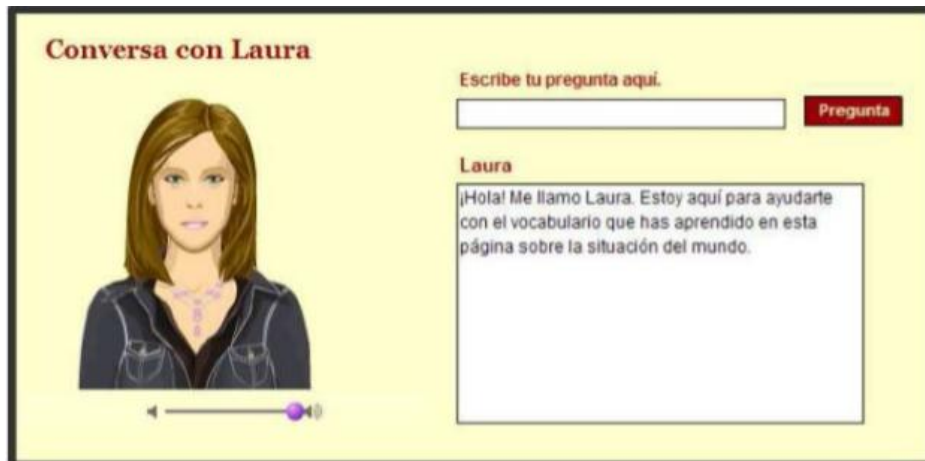 Conversa con Laura
Escribe tu pregunta aquí.
Pregunta
Laura
¡Hola! Me llamo Laura. Estoy aquí para ayudarte
con el vocabulario que has aprendido en esta
página sobre la situación del mundo.